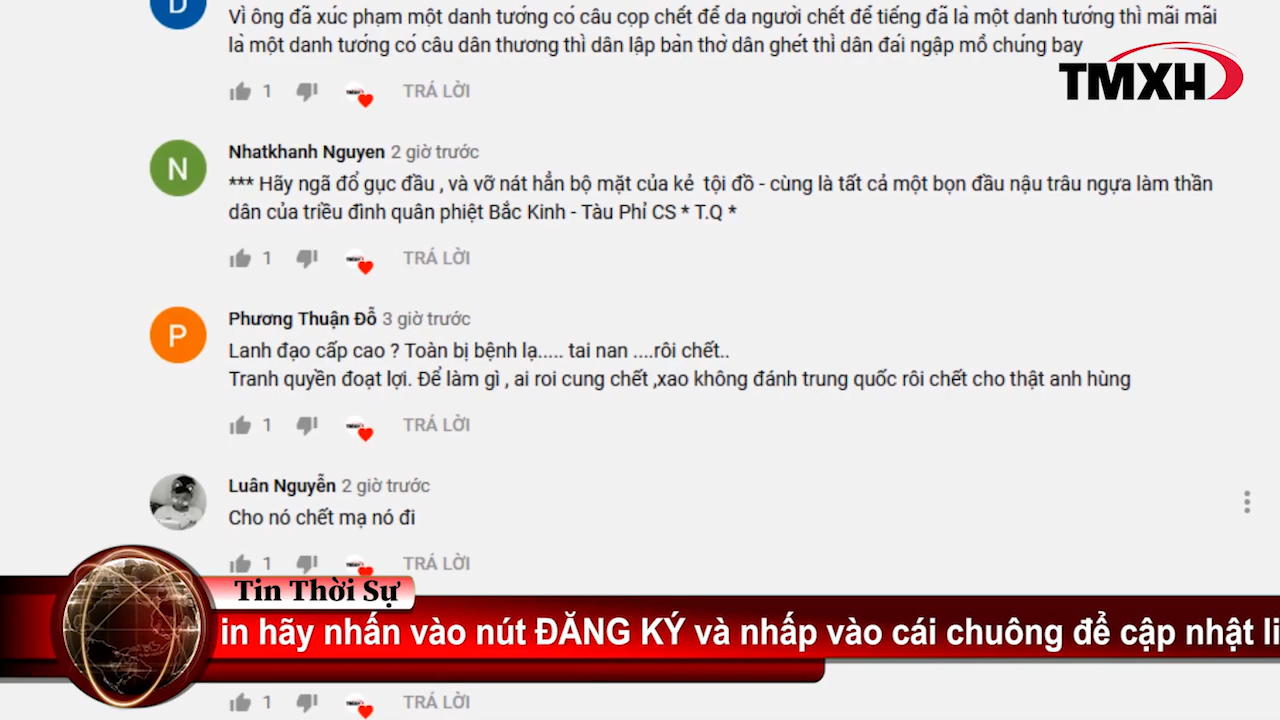 D
Vì ông đã xúc phạm một danh tướng có câu cọp chết để da người chết để tiếng đã là một danh tướng thì mãi mãi
là một danh tướng có câu dân thương thì dân lập bàn thờ dân ghét thì dân đái ngập mồ chúng bay
TMXH
1 TRẢ LỜI
N
Nhatkhanh Nguyen 2 giờ trước
*** Hãy ngã đổ gục đầu , và vỡ nát hẳn bộ mặt của kẻ tội đồ - cùng là tất cả một bọn đầu nậu trâu ngựa làm thần
dân của triều đình quân phiệt Bắc Kinh - Tàu Phỉ CS * T.Q *
1 TRẢ LỜI
P
Phương Thuận Đỗ 3 giờ trước
Lanh đạo cấp cao ? Toàn bị bệnh lạ..... tai nan ....rôi chết..
Tranh quyền đoạt lợi. Để làm gì , ai roi cung chết ,xao không đánh trung quốc rôi chết cho thật anh hùng
1 TRẢ LỜI
Luân Nguyễn 2 giờ trước
Cho nó chết mạ nó đi
1 TRẢ LỜI
Tin Thời Sự
in hãy nhấn vào nút ĐĂNG KÝ và nhấp vào cái chuông để cập nhật li
1 TRẢ LỜI